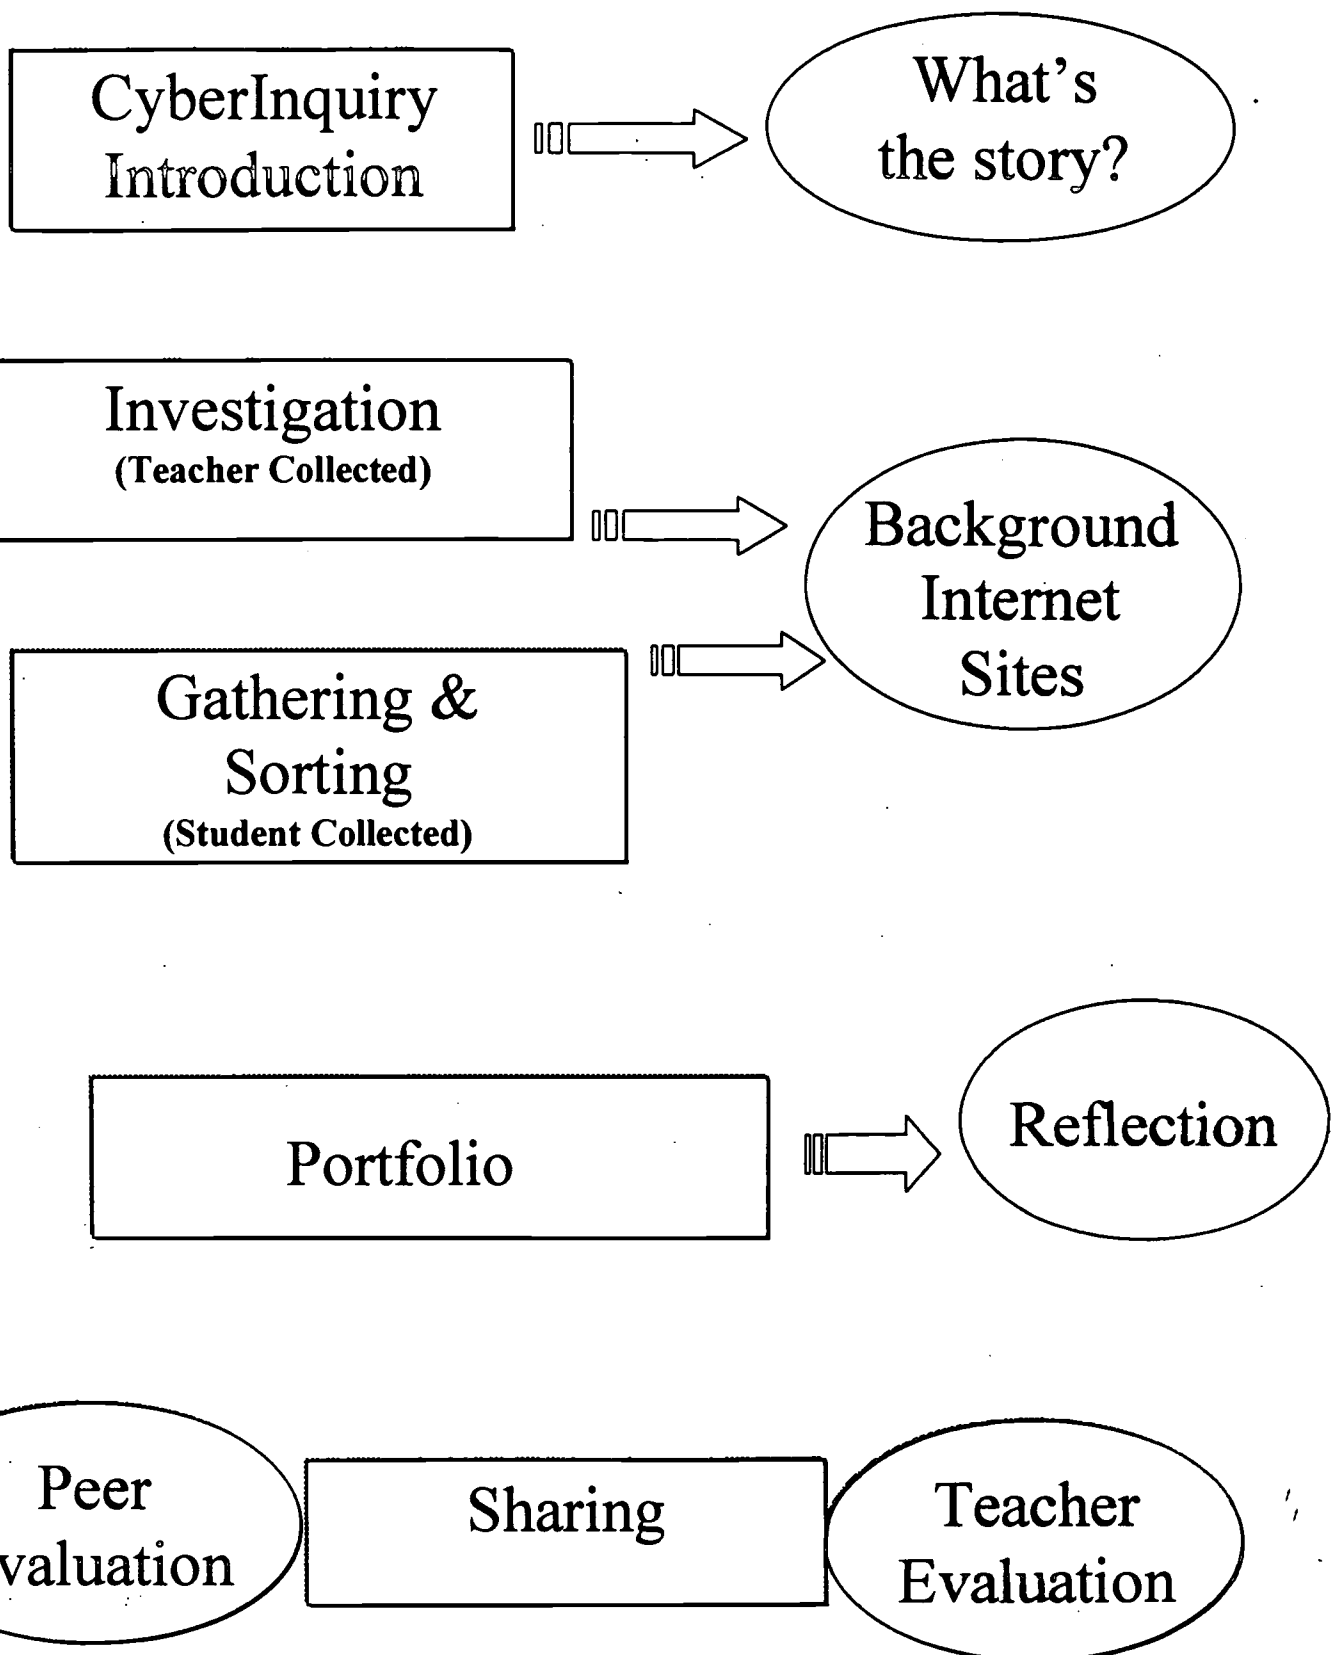 CyberInquiry
Introduction
What's
the story?
Investigation
(Teacher Collected)
Background
Internet
Sites
Gathering &
Sorting
(Student Collected)
Portfolio
Reflection
Peer
valuation
Sharing
Teacher
Evaluation